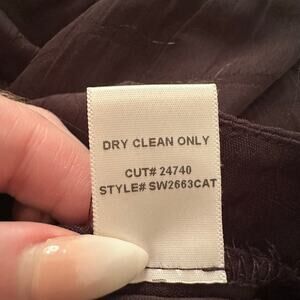 DRY CLEAN ONLY
CUT# 24740
STYLE# SW2663CAT